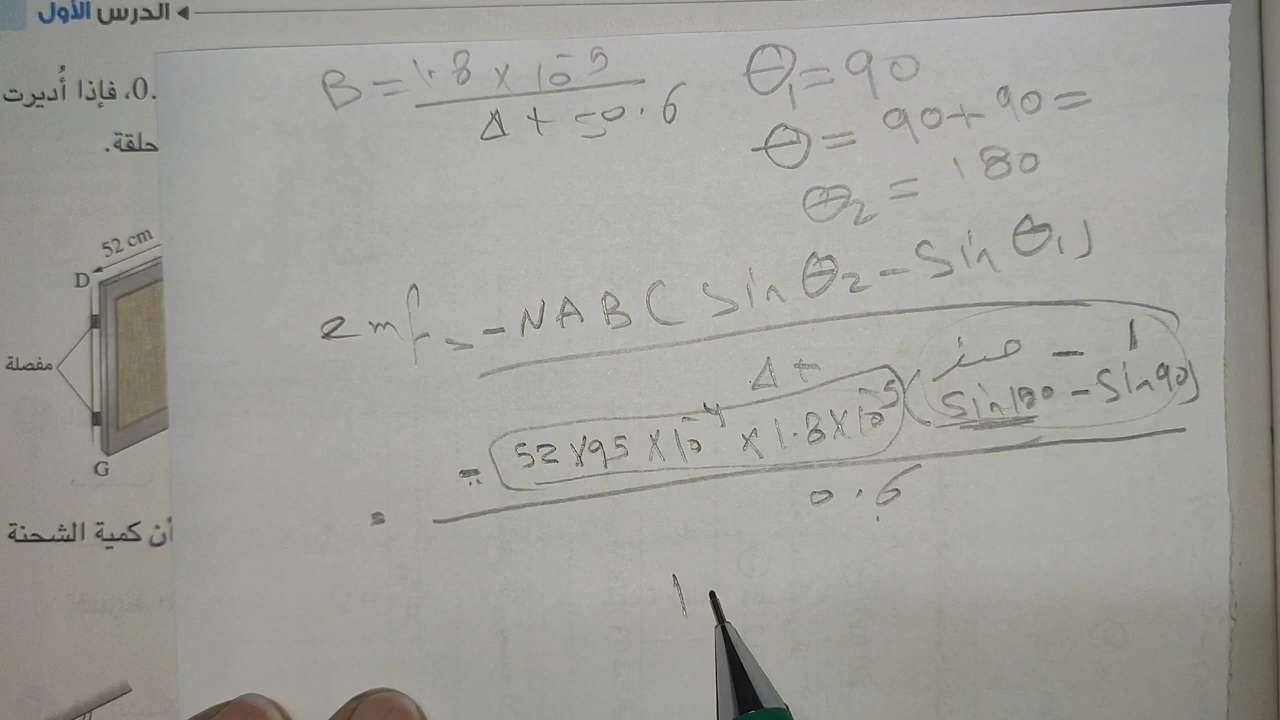 الدرس الأول
0.، فإذا أُديرت
حلقة.
52 cm
D
مفصلة
G
أن كمية الشحنة
B = 1.8 × 10⁻⁵
Δt = 0.6
θ₁ = 90
θ = 90 + 90 =
θ₂ = 180
emf = -NAB (Sin θ₂ - Sin θ₁)
Δt
صفر - 1
= 52 × 95 × 10⁻⁴ × 1.8 × 10⁻⁵ (Sin 180 - Sin 90)
0.6
=